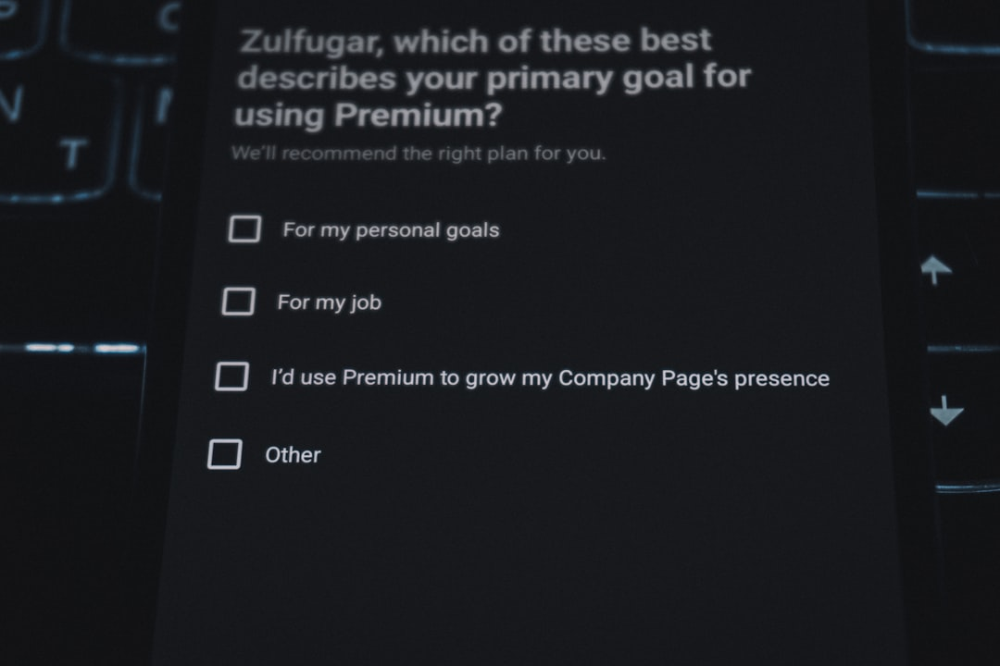 Zulfugar, which of these best
describes your primary goal for
using Premium?
We'll recommend the right plan for you.
For my personal goals
For my job
I'd use Premium to grow my Company Page's presence
Other
N
T